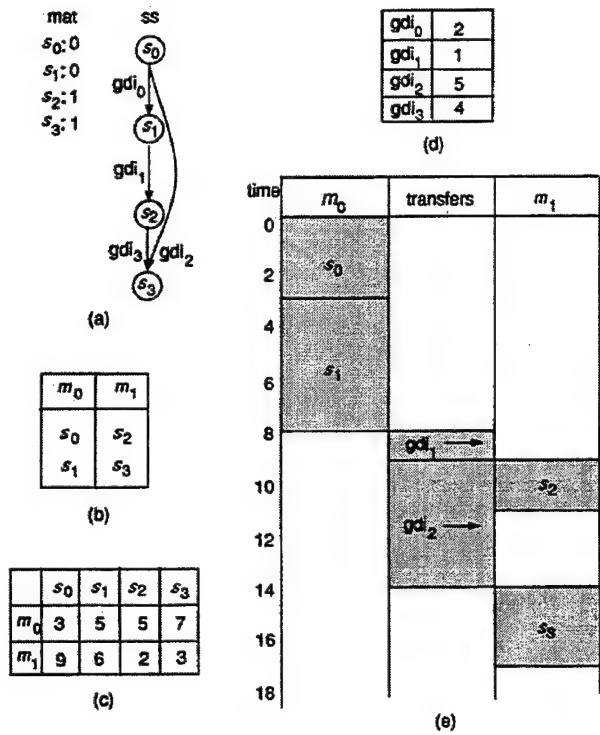 mat ss
s0:0
s1:0
s2:1
s3:1
s0
gdi0
s1
gdi1
s2
gdi3 gdi2
s3
(a)
m0 m1
s0 s2
s1 s3
(b)
s0 s1 s2 s3
m0 3 5 5 7
m1 9 6 2 3
(c)
gdi0 2
gdi1 1
gdi2 5
gdi3 4
(d)
time m0 transfers m1
0
2 s0
4
6 s1
8 gdi1
10 s2
12 gdi2
14
16 s3
18
(e)